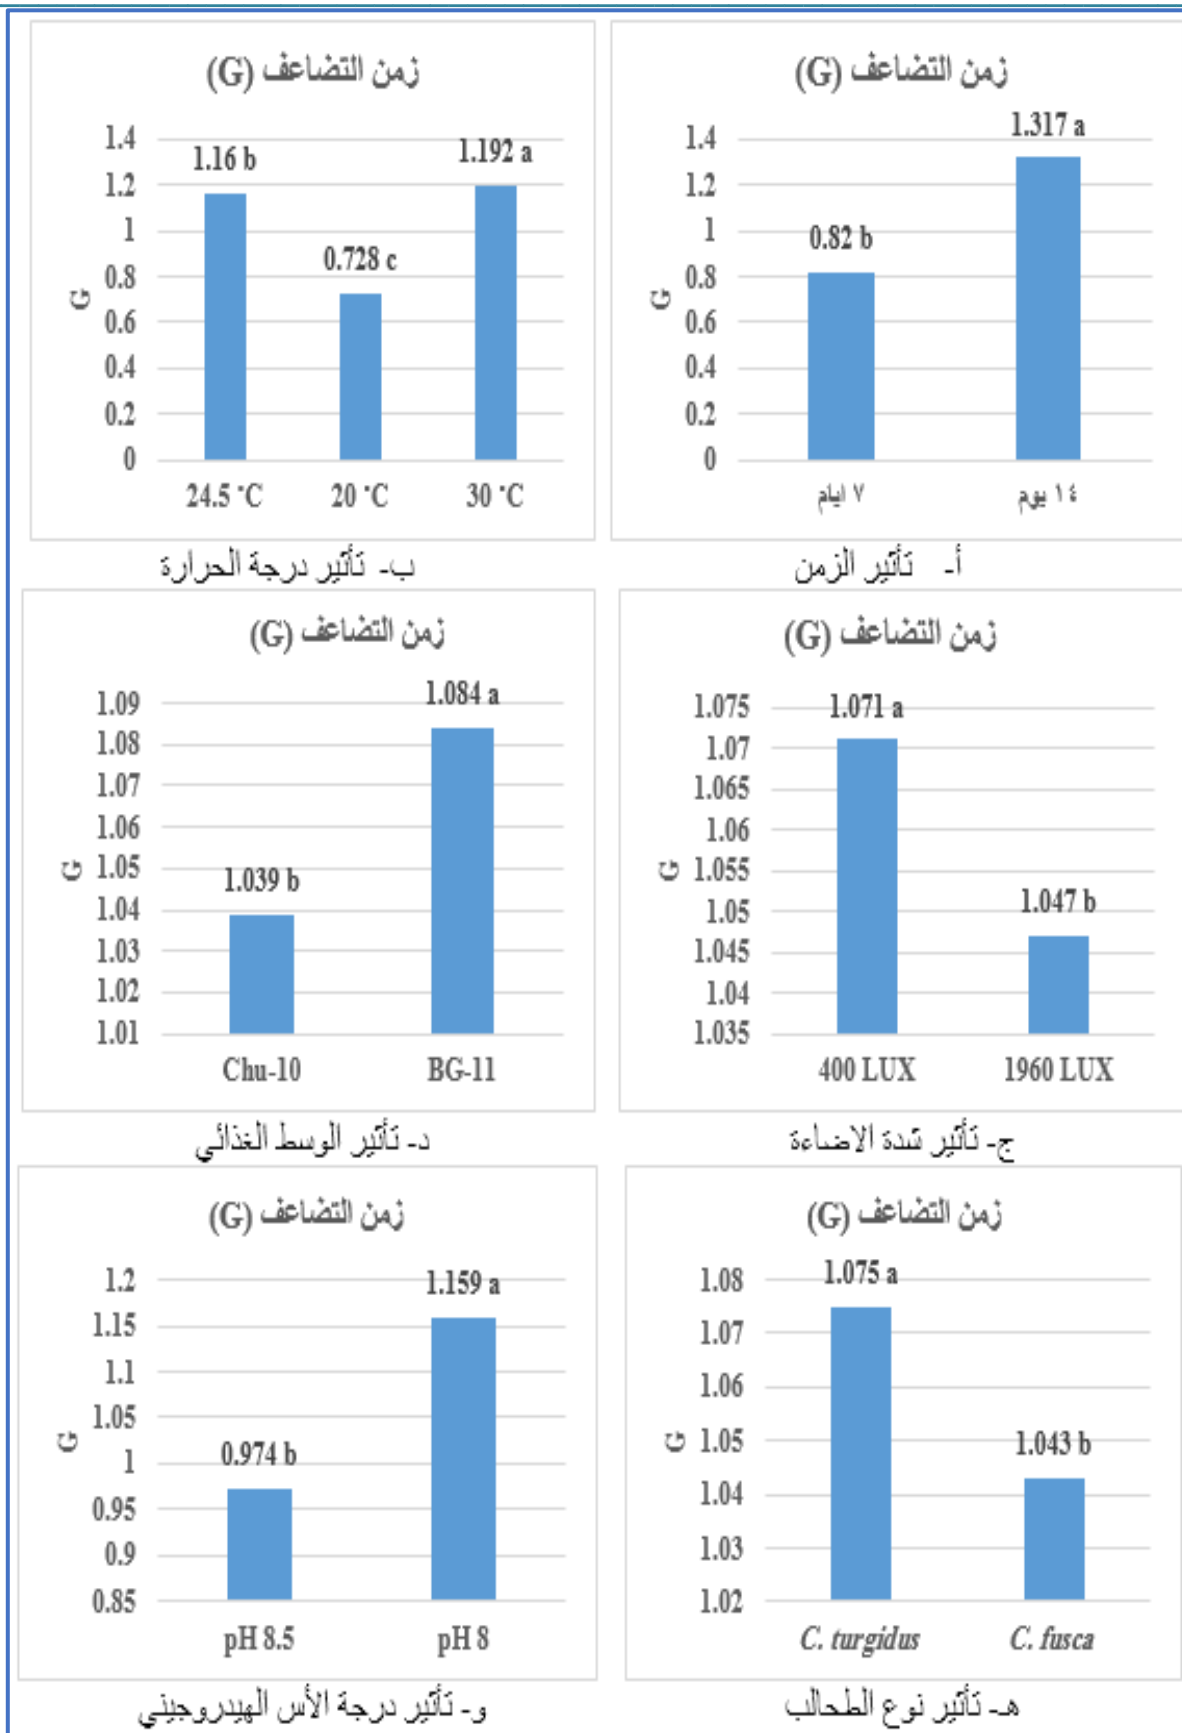 زمن التضاعف (G)
1.4
1.2
1
0.8
0.6
0.4
0.2
0
G
0.82 b
1.317 a
٧ ايام
١٤ يوم
أ- تأثير الزمن
زمن التضاعف (G)
1.4
1.2
1
0.8
0.6
0.4
0.2
0
G
1.16 b
0.728 c
1.192 a
24.5 °C
20 °C
30 °C
ب- تأثير درجة الحرارة
زمن التضاعف (G)
1.075
1.07
1.065
1.06
1.055
1.05
1.045
1.04
1.035
G
1.071 a
1.047 b
400 LUX
1960 LUX
ج- تأثير شدة الاضاءة
زمن التضاعف (G)
1.09
1.08
1.07
1.06
1.05
1.04
1.03
1.02
1.01
G
1.039 b
1.084 a
Chu-10
BG-11
د- تأثير الوسط الغذائي
زمن التضاعف (G)
1.08
1.07
1.06
1.05
1.04
1.03
1.02
G
1.075 a
1.043 b
C. turgidus
C. fusca
هـ- تأثير نوع الطحالب
زمن التضاعف (G)
1.2
1.15
1.1
1.05
1
0.95
0.9
0.85
G
0.974 b
1.159 a
pH 8.5
pH 8
و- تأثير درجة الأس الهيدروجيني